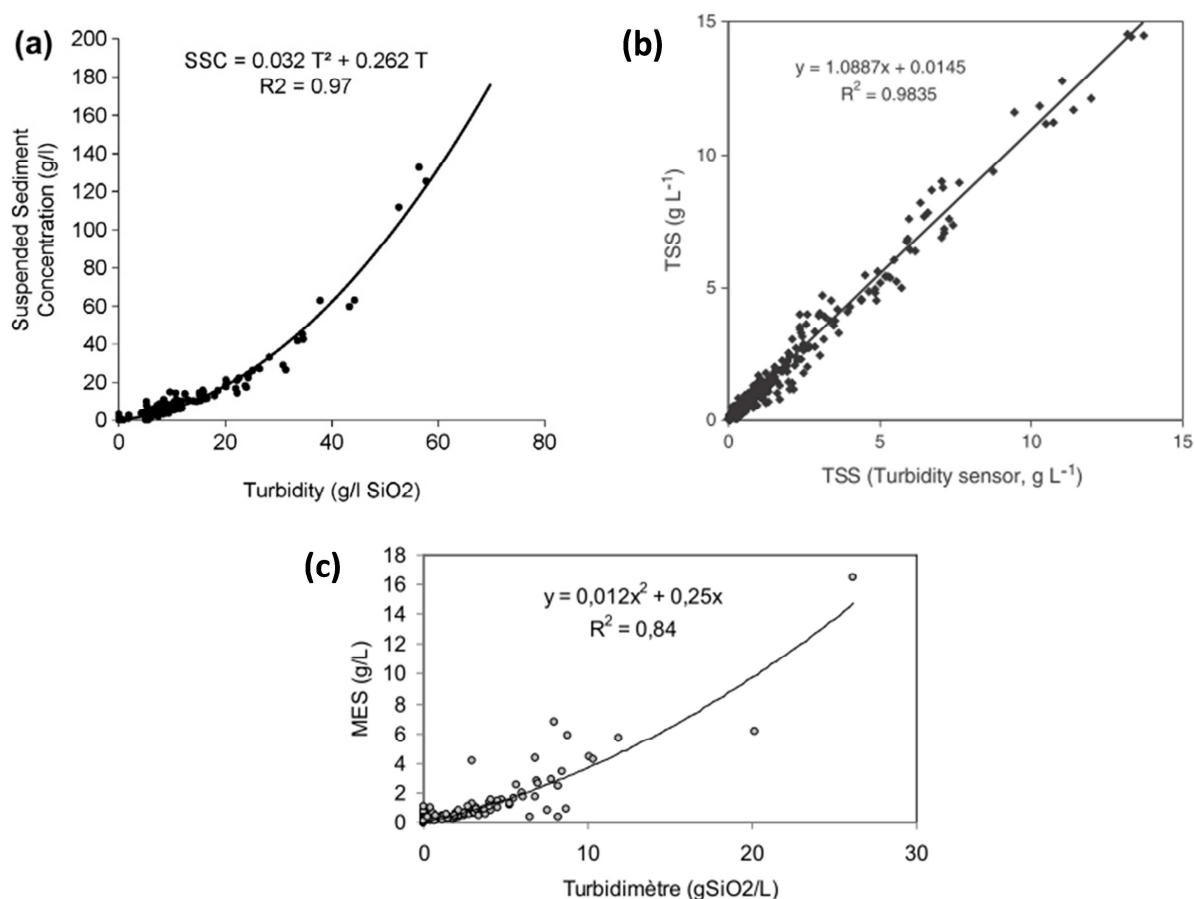 (a)
200
180
160
140
120
100
80
60
40
20
0
SSC = 0.032 T² + 0.262 T
R2 = 0.97
Suspended Sediment
Concentration (g/l)
0 20 40 60 80
Turbidity (g/l SiO2)
(b)
15
10
5
0
y = 1.0887x + 0.0145
R² = 0.9835
TSS (g L⁻¹)
0 5 10 15
TSS (Turbidity sensor, g L⁻¹)
(c)
18
16
14
12
10
8
6
4
2
0
y = 0,012x² + 0,25x
R² = 0,84
MES (g/L)
0 10 20 30
Turbidimètre (gSiO2/L)